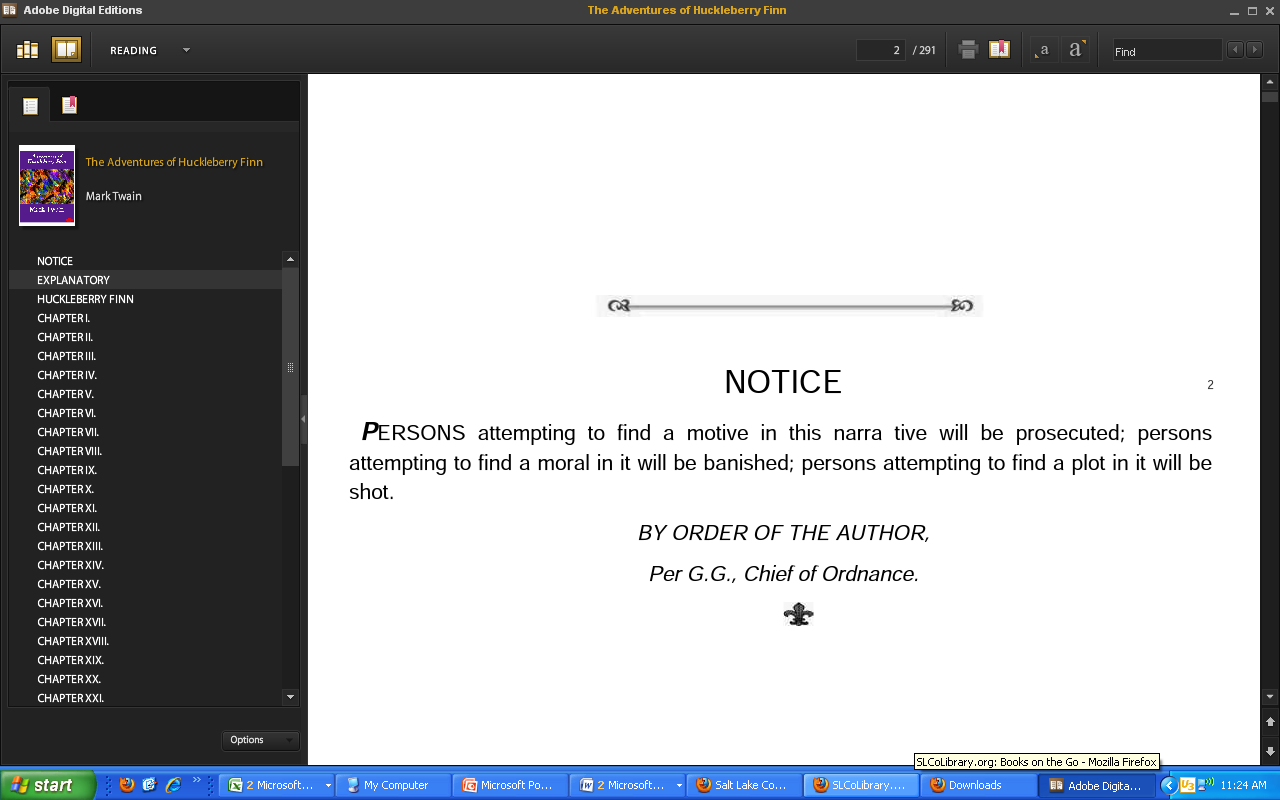 Adobe Digital Editions
The Adventures of Huckleberry Finn
READING
2 / 291
a a
Find
The Adventures of Huckleberry Finn
Mark Twain
NOTICE
EXPLANATORY
HUCKLEBERRY FINN
CHAPTER I.
CHAPTER II.
CHAPTER III.
CHAPTER IV.
CHAPTER V.
CHAPTER VI.
CHAPTER VII.
CHAPTER VIII.
CHAPTER IX.
CHAPTER X.
CHAPTER XI.
CHAPTER XII.
CHAPTER XIII.
CHAPTER XIV.
CHAPTER XV.
CHAPTER XVI.
CHAPTER XVII.
CHAPTER XVIII.
CHAPTER XIX.
CHAPTER XX.
CHAPTER XXI.
Options
NOTICE
2
PERSONS attempting to find a motive in this narra tive will be prosecuted; persons
attempting to find a moral in it will be banished; persons attempting to find a plot in it will be
shot.
BY ORDER OF THE AUTHOR,
Per G.G., Chief of Ordnance.
SLCoLibrary.org: Books on the Go - Mozilla Firefox
start
2 Microsoft...
My Computer
Microsoft Po...
2 Microsoft...
Salt Lake Co...
SLCoLibrary....
Downloads
Adobe Digita...
11:24 AM